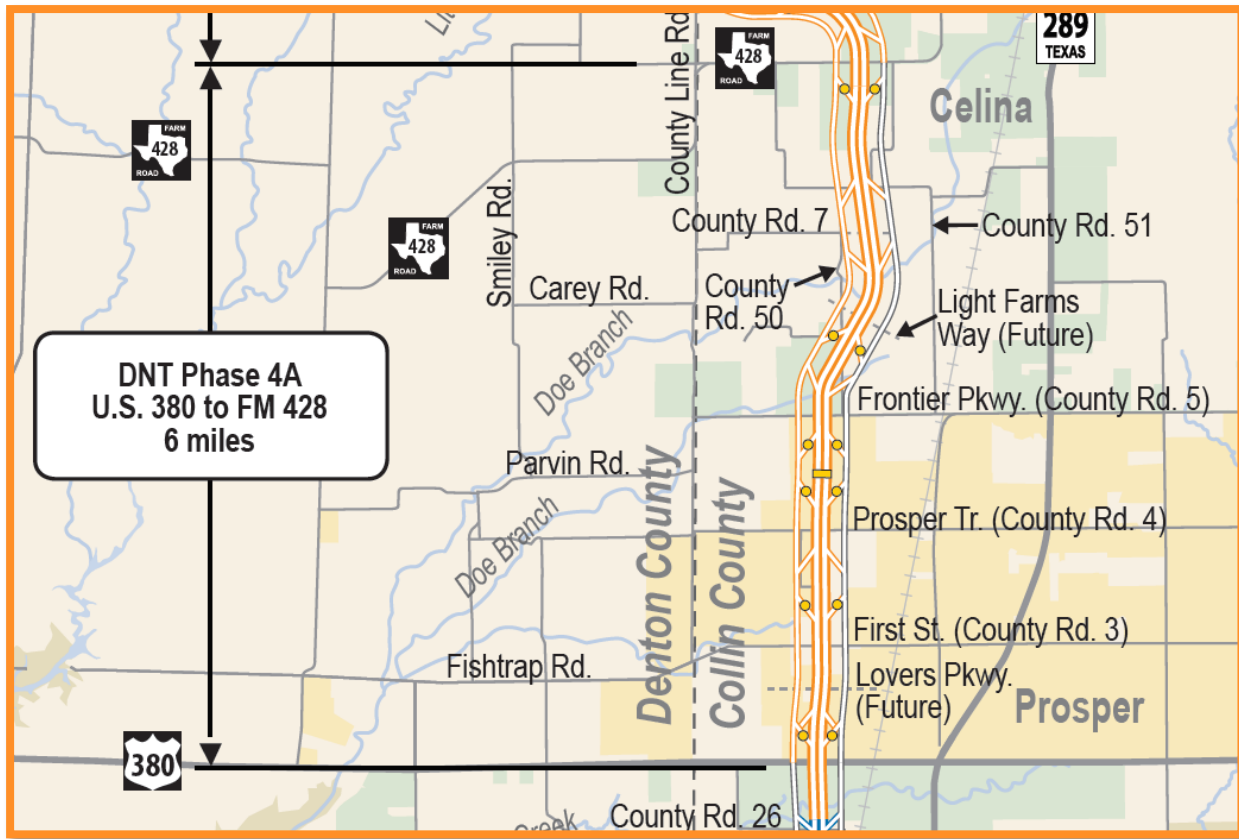 289
TEXAS
428
ROAD
Celina
County Line Rd.
FARM
428
ROAD
FARM
428
ROAD
Smiley Rd.
County Rd. 7
County Rd. 51
Carey Rd.
County
Rd. 50
Light Farms
Way (Future)
Doe Branch
DNT Phase 4A
U.S. 380 to FM 428
6 miles
Frontier Pkwy. (County Rd. 5)
Parvin Rd.
Denton County
Collin County
Prosper Tr. (County Rd. 4)
Doe Branch
First St. (County Rd. 3)
Fishtrap Rd.
Lovers Pkwy.
(Future)
Prosper
380
County Rd. 26
Creek